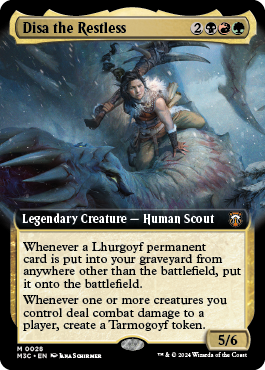 Disa the Restless 2
Legendary Creature — Human Scout
Whenever a Lhurgoyf permanent
card is put into your graveyard from
anywhere other than the battlefield, put
it onto the battlefield.
Whenever one or more creatures you
control deal combat damage to a
player, create a Tarmogoyf token.
5/6
M 0028
M3C • EN Ilya Schirmer ™ & © 2024 Wizards of the Coast